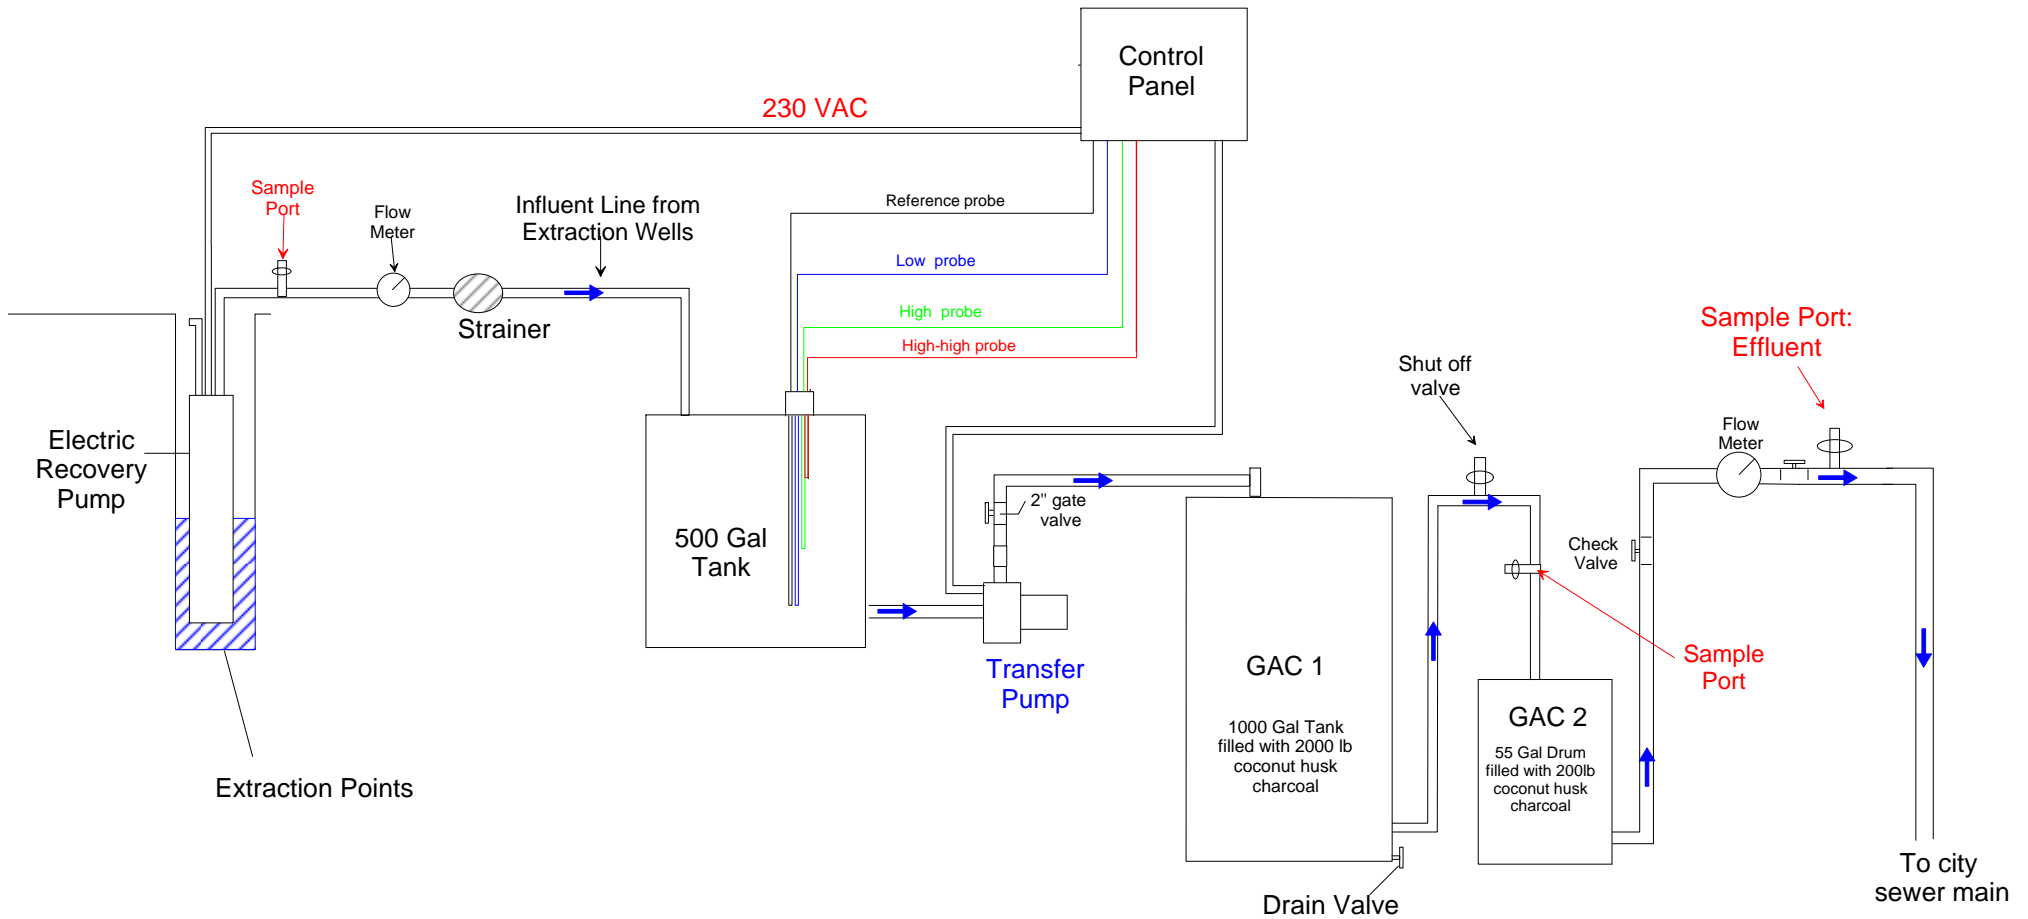 Control
Panel
230 VAC
Sample
Port
Flow
Meter
Influent Line from
Extraction Wells
Reference probe
Low probe
High probe
High-high probe
Strainer
Electric
Recovery
Pump
500 Gal
Tank
2" gate
valve
Transfer
Pump
Extraction Points
GAC 1
1000 Gal Tank
filled with 2000 lb
coconut husk
charcoal
Drain Valve
Shut off
valve
GAC 2
55 Gal Drum
filled with 200lb
coconut husk
charcoal
Check
Valve
Sample
Port
Flow
Meter
Sample Port:
Effluent
To city
sewer main